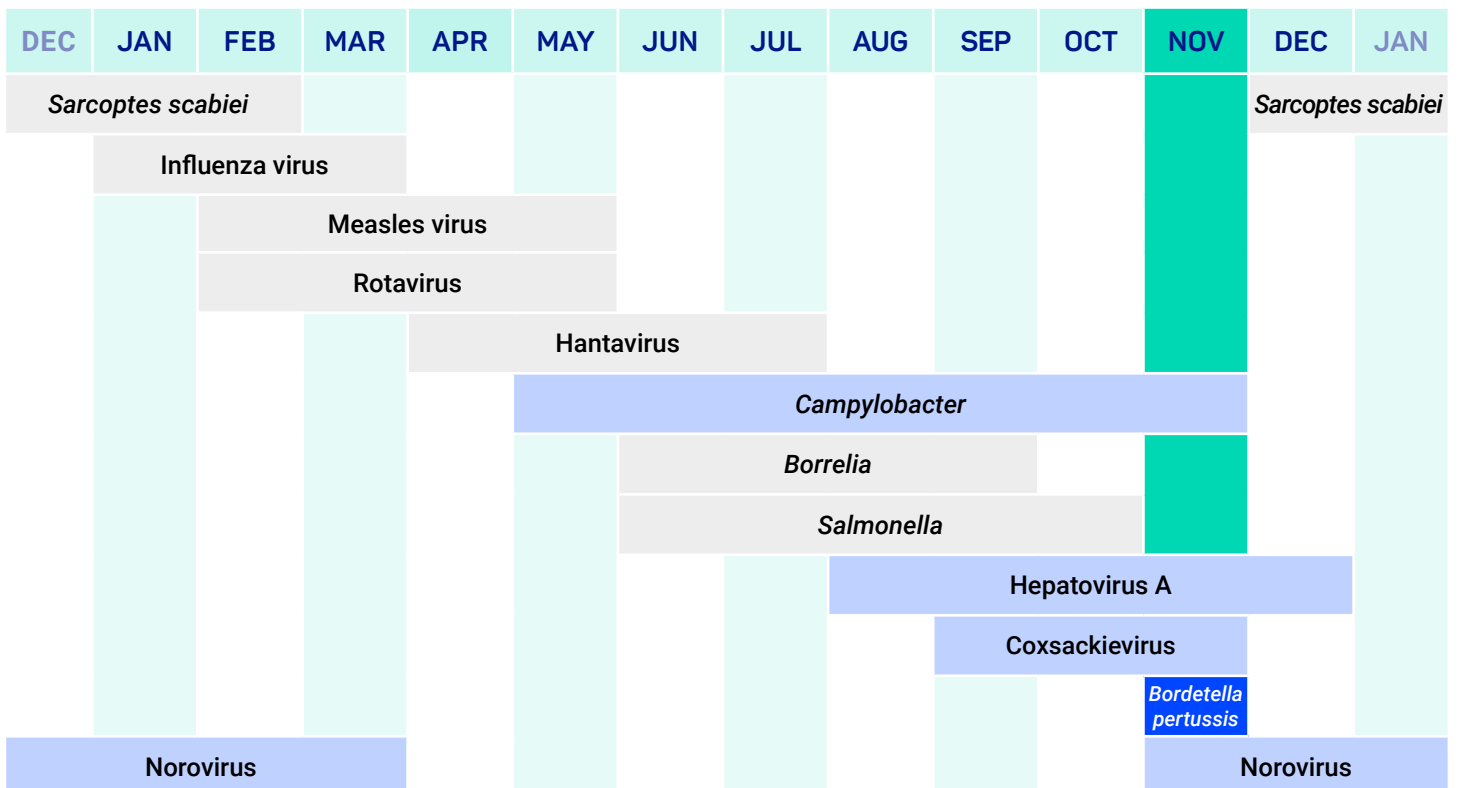 DEC JAN FEB MAR APR MAY JUN JUL AUG SEP OCT NOV DEC JAN
Sarcoptes scabiei Sarcoptes scabiei
Influenza virus
Measles virus
Rotavirus
Hantavirus
Campylobacter
Borrelia
Salmonella
Hepatovirus A
Coxsackievirus
Bordetella
pertussis
Norovirus Norovirus